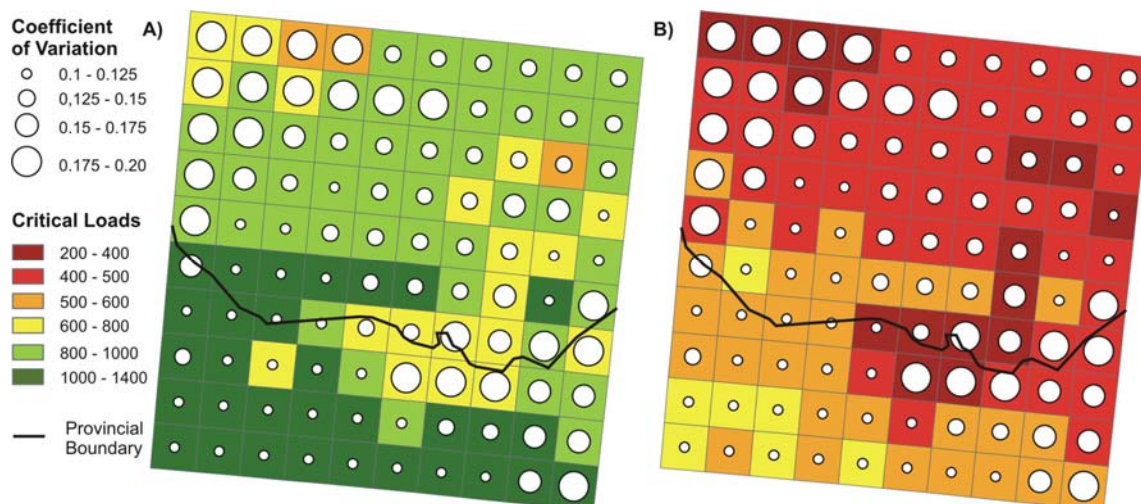 Coefficient
of Variation
0.1 - 0.125
0,125 - 0.15
0.15 - 0.175
0.175 - 0.20
Critical Loads
200 - 400
400 - 500
500 - 600
600 - 800
800 - 1000
1000 - 1400
Provincial
Boundary
A)
B)